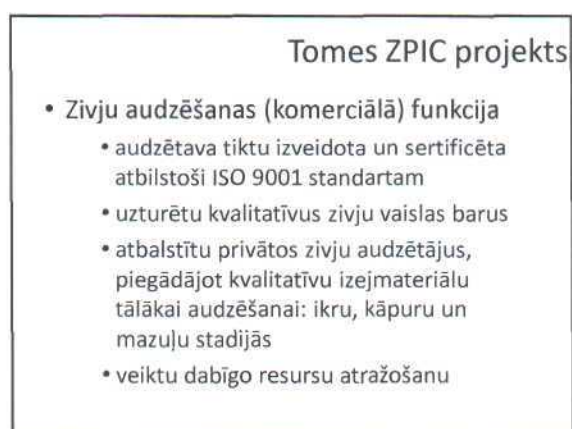 Tomes ZPIC projekts
• Zivju audzēšanas (komerciālā) funkcija
• audzētava tiktu izveidota un sertificēta
atbilstoši ISO 9001 standartam
• uzturētu kvalitatīvus zivju vaislas barus
• atbalstītu privātos zivju audzētājus,
piegādājot kvalitatīvu izejmateriālu
tālākai audzēšanai: ikru, kāpuru un
mazuļu stadijās
• veiktu dabīgo resursu atražošanu